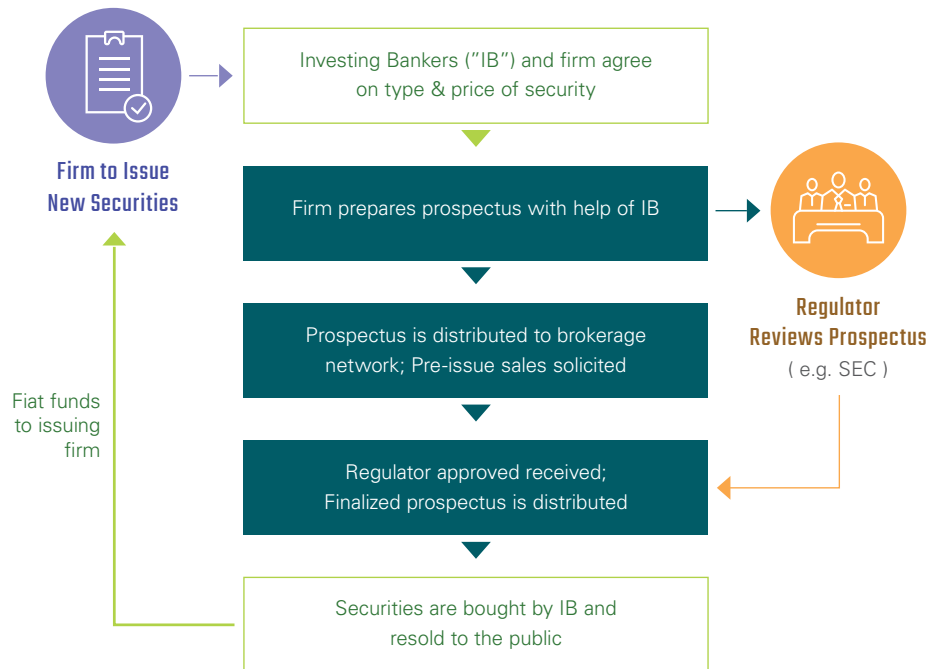 Investing Bankers (”IB”) and firm agree
on type & price of security
Firm to Issue
New Securities
Firm prepares prospectus with help of IB
Regulator
Reviews Prospectus
( e.g. SEC )
Prospectus is distributed to brokerage
network; Pre-issue sales solicited
Fiat funds
to issuing
firm
Regulator approved received;
Finalized prospectus is distributed
Securities are bought by IB and
resold to the public